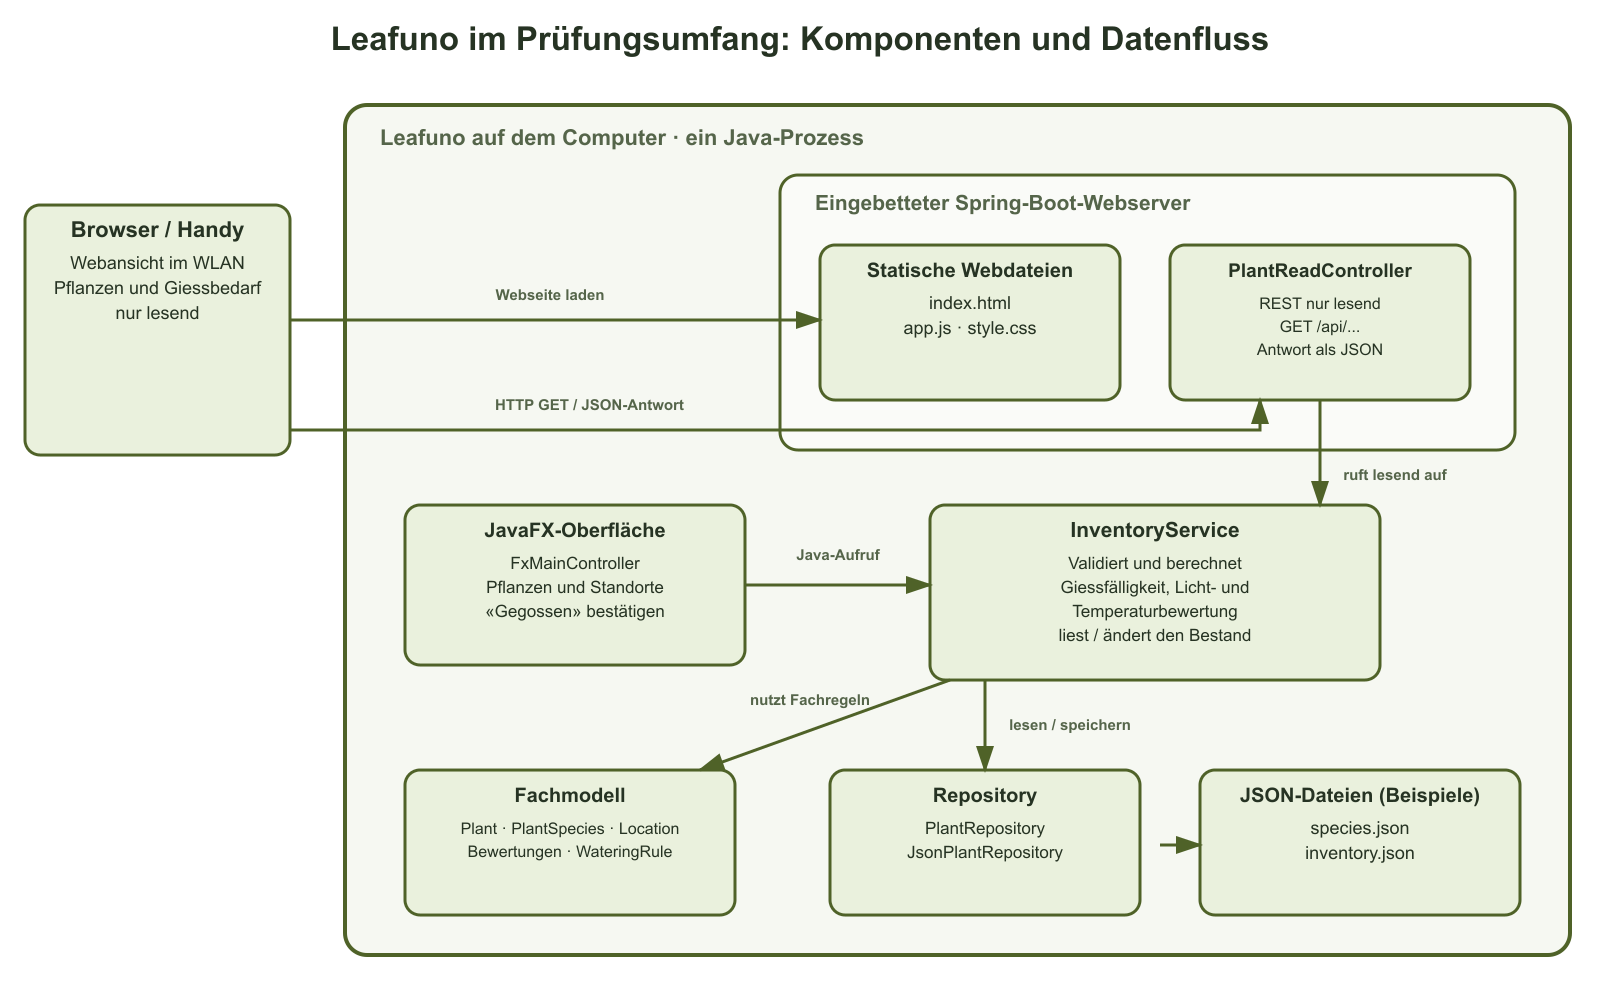 Leafuno im Prüfungsumfang: Komponenten und Datenfluss
Leafuno auf dem Computer · ein Java-Prozess
Eingebetteter Spring-Boot-Webserver
Browser / Handy
Webansicht im WLAN
Pflanzen und Giessbedarf
nur lesend
Webseite laden
Statische Webdateien
index.html
app.js · style.css
PlantReadController
REST nur lesend
GET /api/...
Antwort als JSON
HTTP GET / JSON-Antwort
ruft lesend auf
JavaFX-Oberfläche
FxMainController
Pflanzen und Standorte
«Gegossen» bestätigen
Java-Aufruf
InventoryService
Validiert und berechnet
Giessfälligkeit, Licht- und
Temperaturbewertung
liest / ändert den Bestand
nutzt Fachregeln
lesen / speichern
Fachmodell
Plant · PlantSpecies · Location
Bewertungen · WateringRule
Repository
PlantRepository
JsonPlantRepository
JSON-Dateien (Beispiele)
species.json
inventory.json